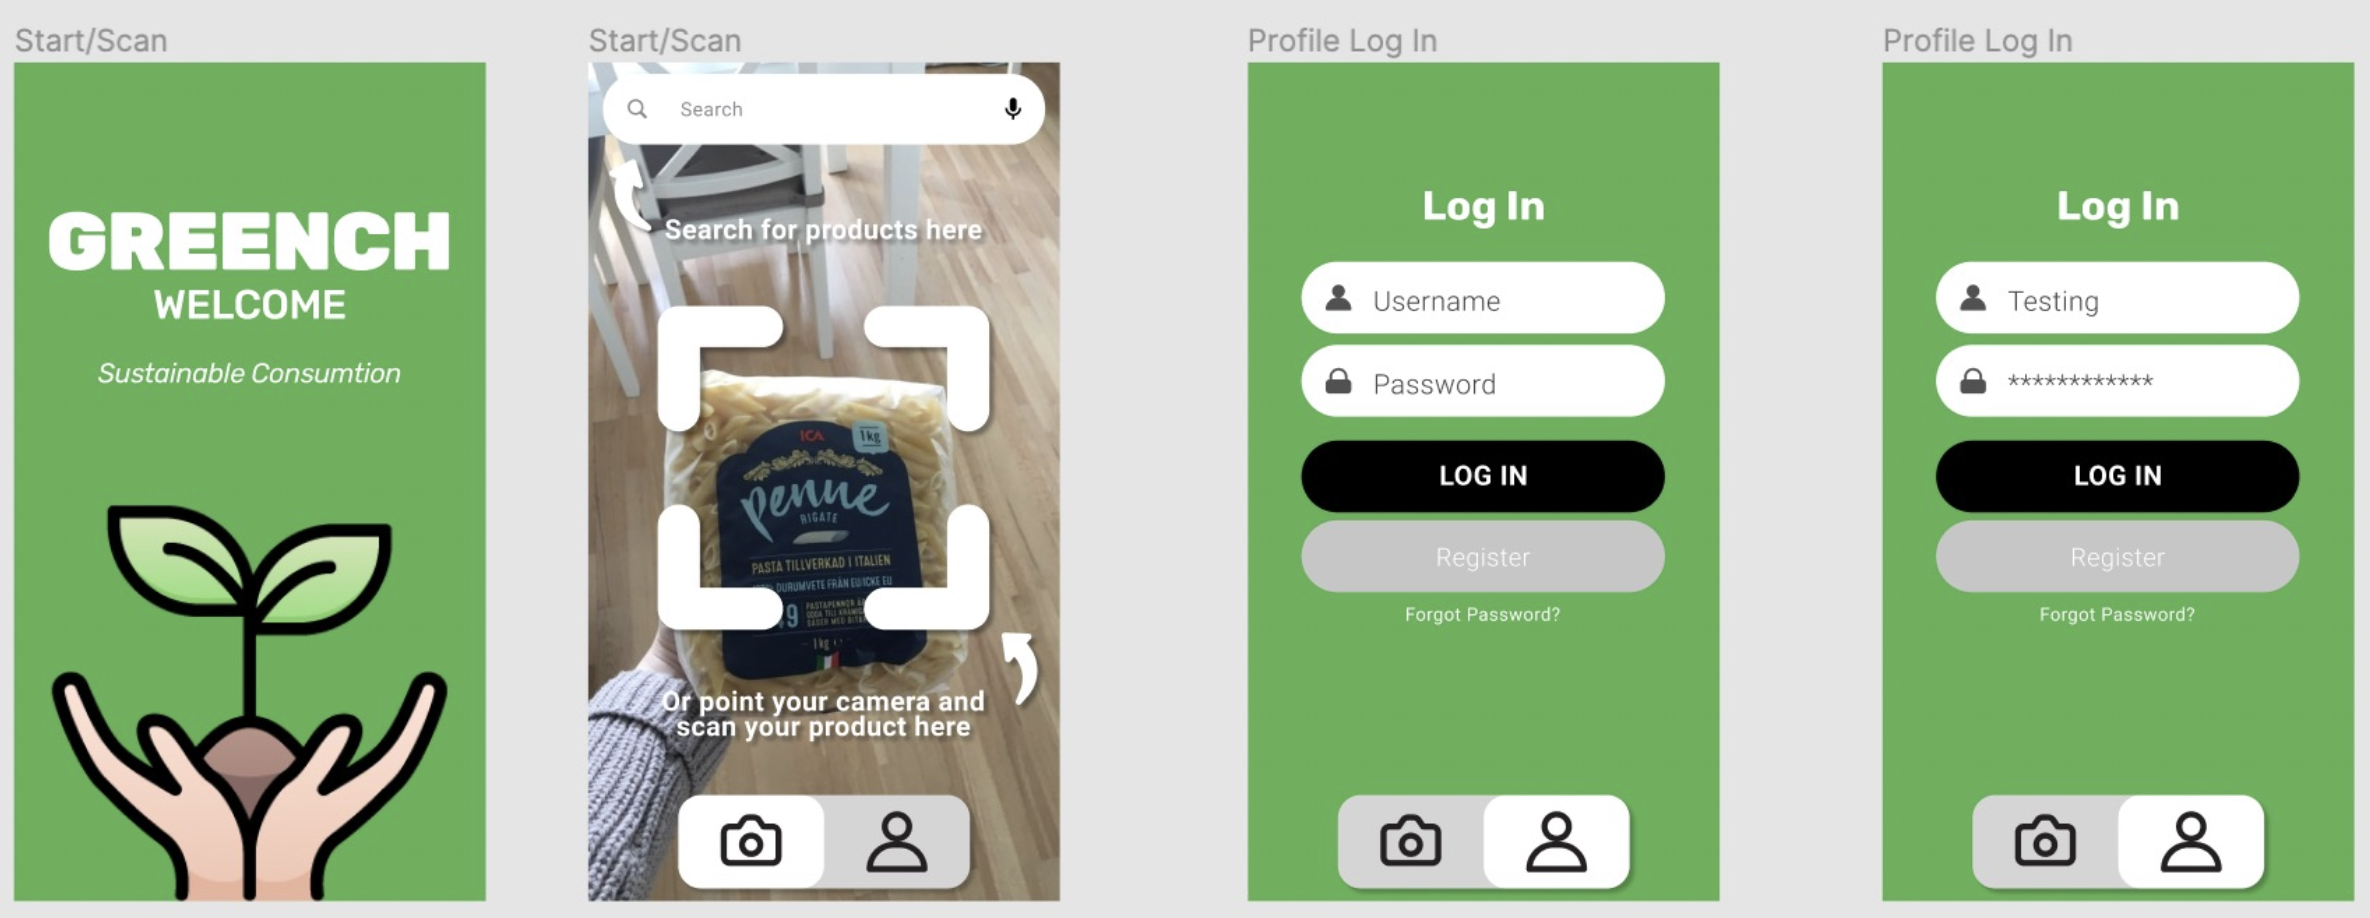 Start/Scan
GREENCH
WELCOME
Sustainable Consumtion
Start/Scan
Search
Search for products here
ICA
1kg
penne
RIGATE
PASTA TILLVERKAD I ITALIEN
DURUMVETE FRÅN EU/ICKE EU
9
1kg
Or point your camera and
scan your product here
Profile Log In
Log In
Username
Password
LOG IN
Register
Forgot Password?
Profile Log In
Log In
Testing
************
LOG IN
Register
Forgot Password?